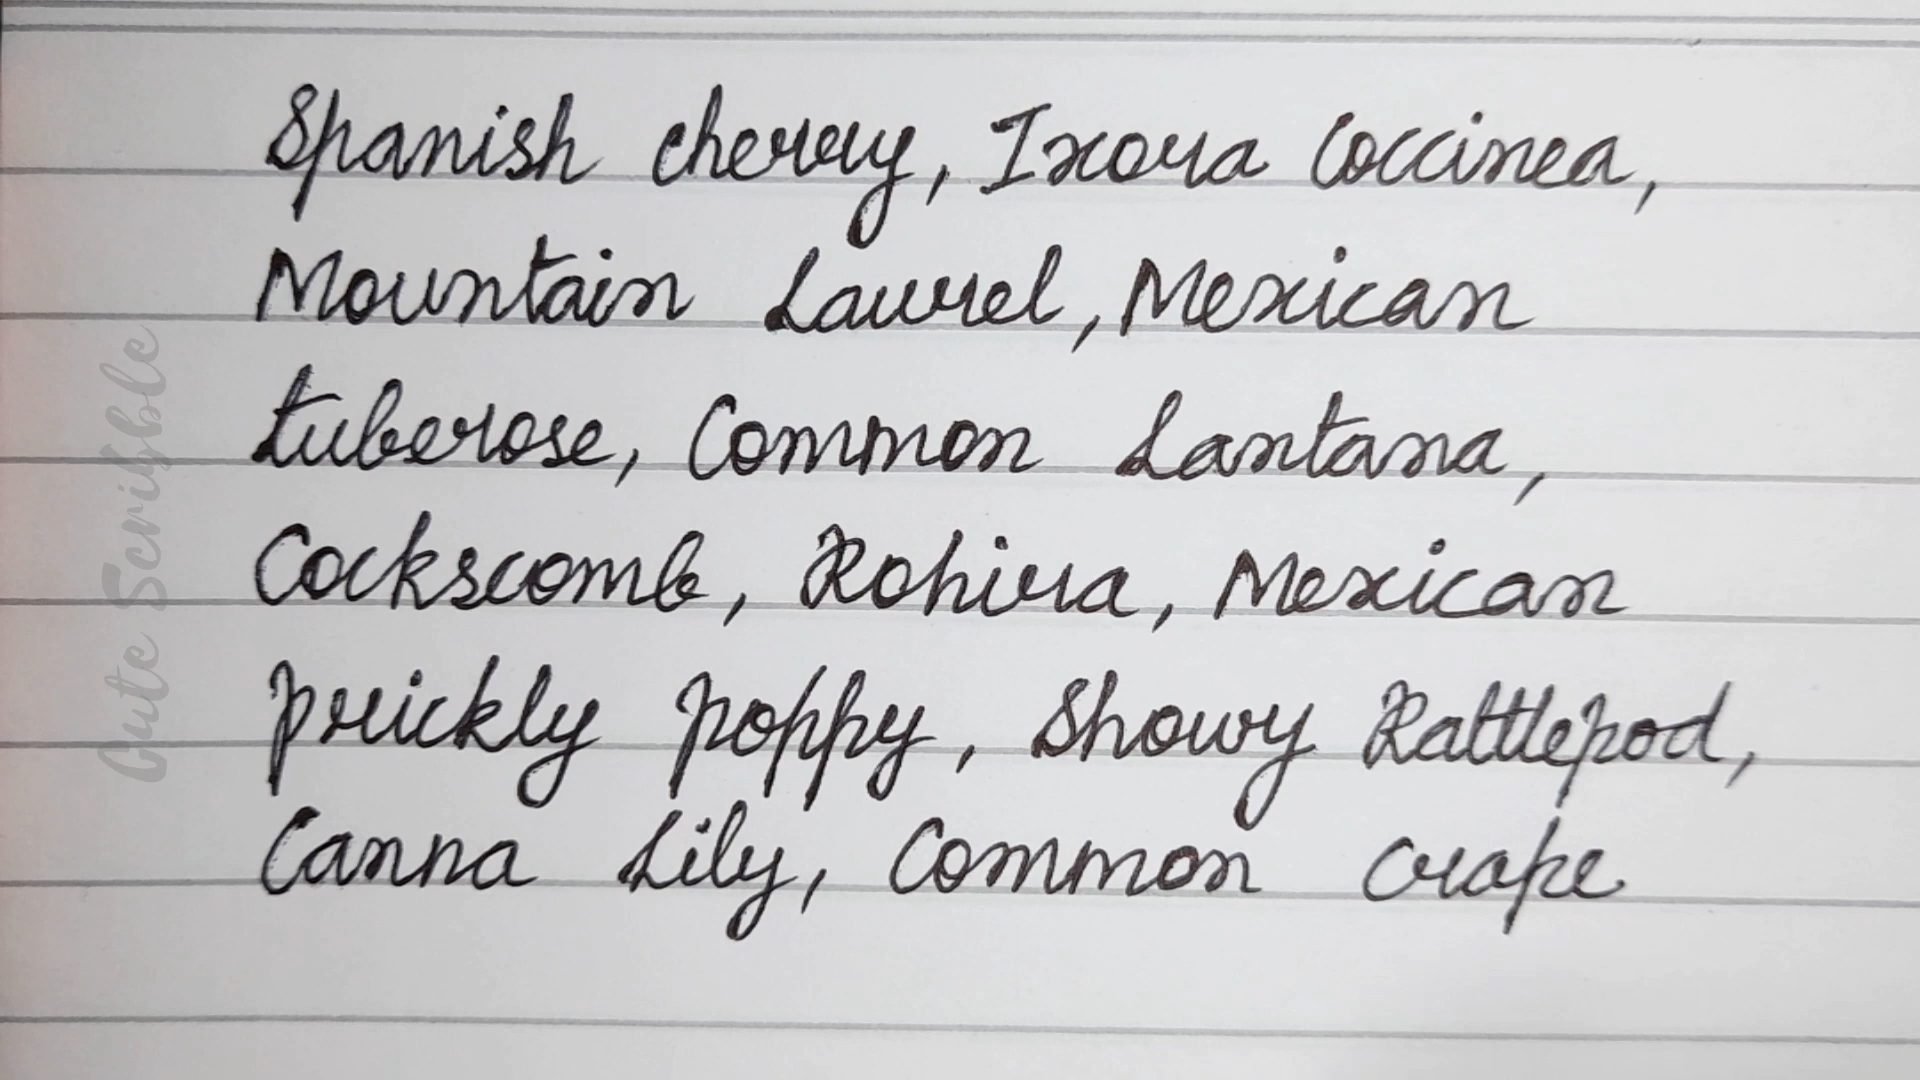 Spanish cherry, Ixora Coccinea,
Mountain Laurel, Mexican
tuberose, Common Lantana,
Cockscomb, Rohira, Mexican
prickly poppy, Showy Rattlepod,
Canna Lily, Common crape
Cute Scribble